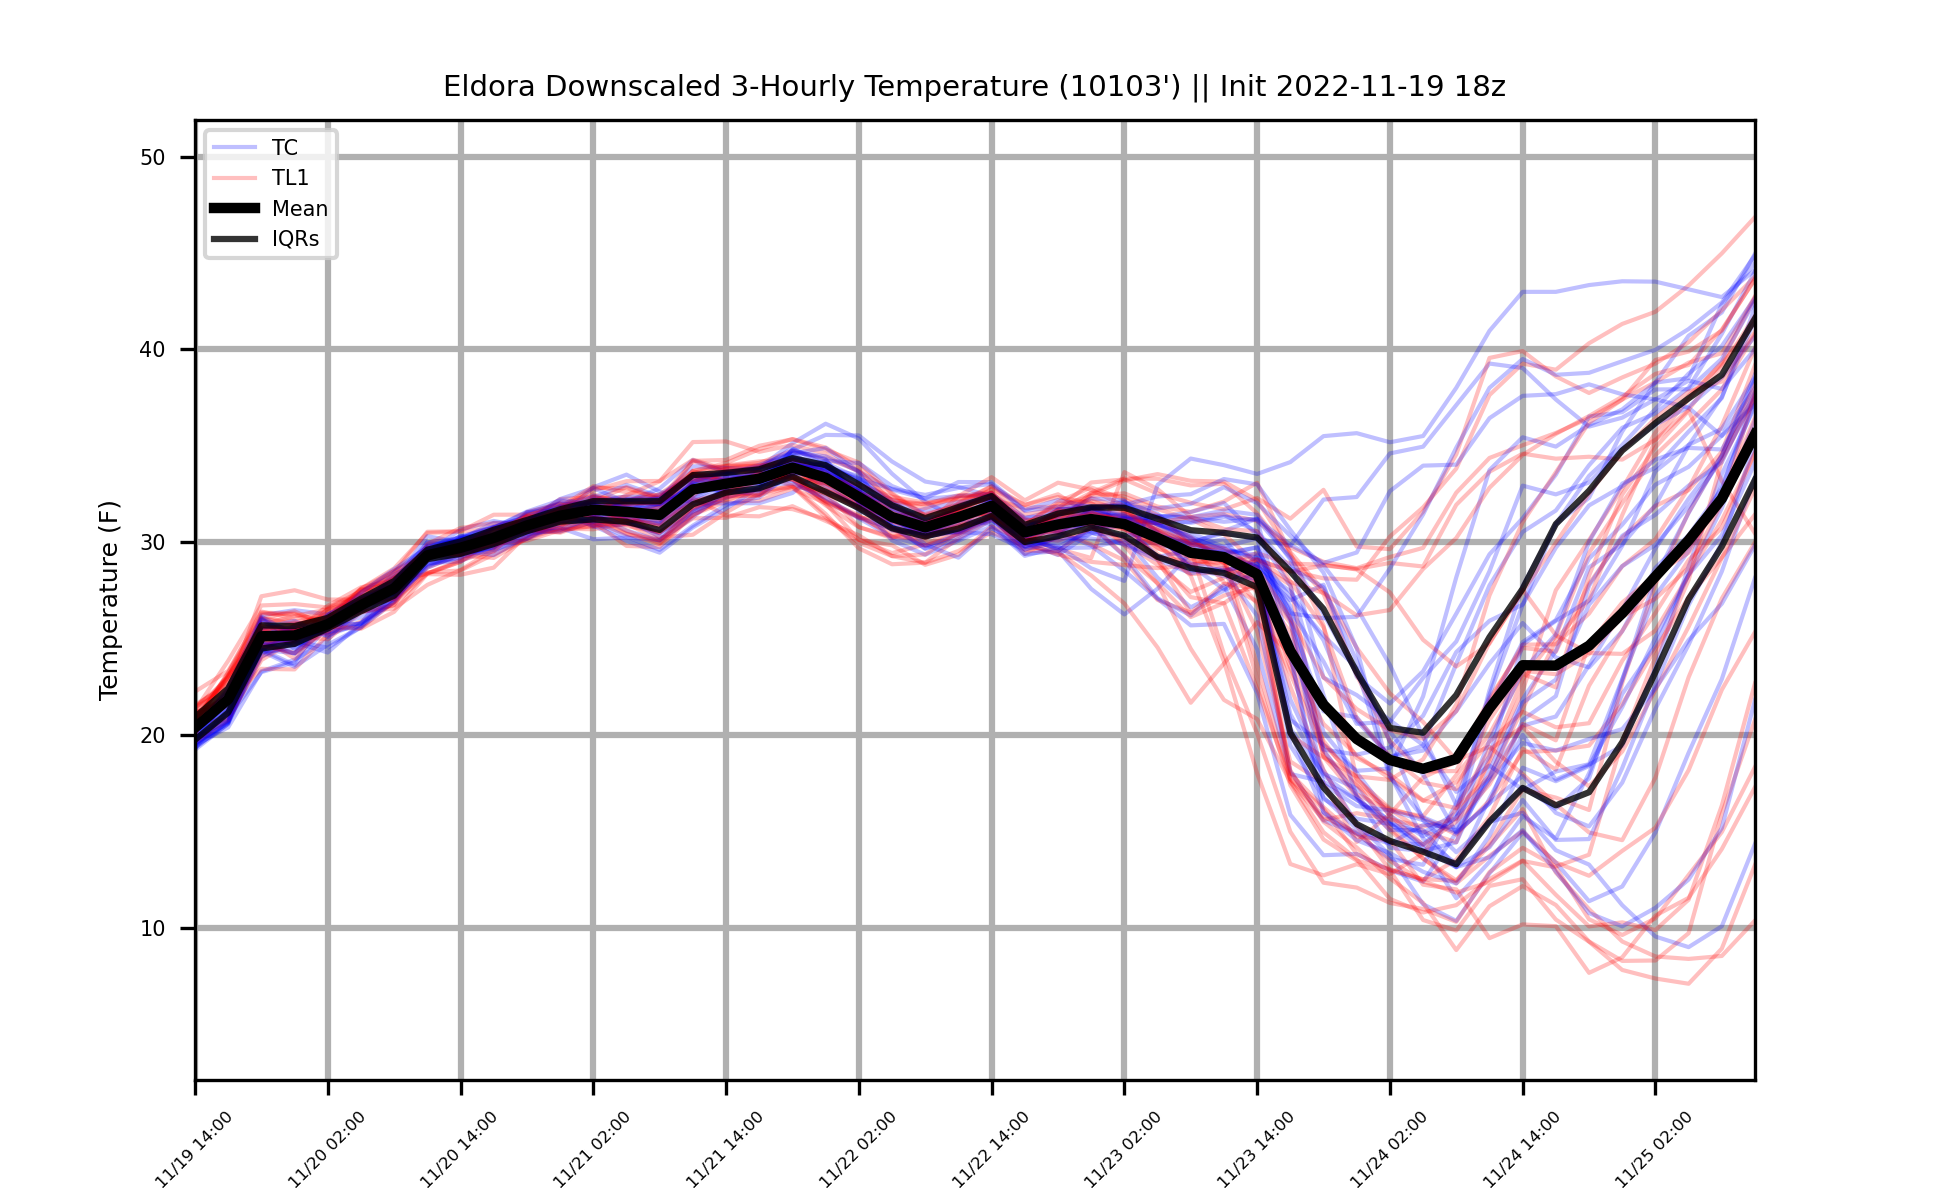 Eldora Downscaled 3-Hourly Temperature (10103') || Init 2022-11-19 18z
TC
TL1
Mean
IQRs
Temperature (F)
50
40
30
20
10
11/19 14:00
11/20 02:00
11/20 14:00
11/21 02:00
11/21 14:00
11/22 02:00
11/22 14:00
11/23 02:00
11/23 14:00
11/24 02:00
11/24 14:00
11/25 02:00